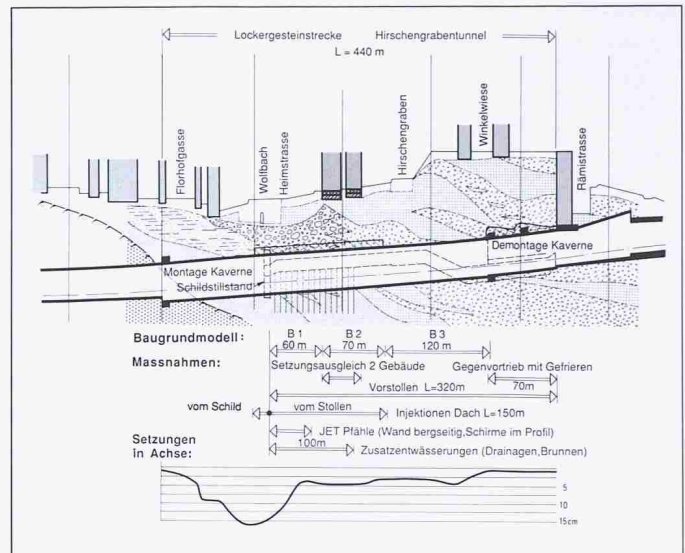 Lockergesteinstrecke Hirschengrabentunnel
L = 440 m
Florhofgasse
Wolfbach
Heimstrasse
Hirschengraben
Winkelwiese
Rämistrasse
Demontage Kaverne
Montage Kaverne
Schildstillstand
Baugrundmodell:
B 1
60 m
B 2
70 m
B 3
120 m
Massnahmen:
Setzungsausgleich 2 Gebäude
Gegenvortrieb mit Gefrieren
70m
Vorstollen L=320m
vom Schild
vom Stollen
Injektionen Dach L=150m
JET Pfähle (Wand bergseitig,Schirme im Profil)
100m
Zusatzentwässerungen (Drainagen,Brunnen)
Setzungen
in Achse:
5
10
15cm